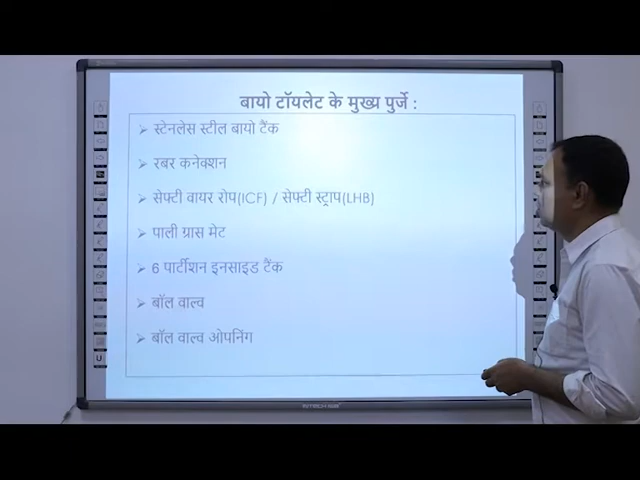 बायो टॉयलेट के मुख्य पुर्जे :
➢ स्टेनलेस स्टील बायो टैंक
➢ रबर कनेक्शन
➢ सेफ्टी वायर रोप(ICF) / सेफ्टी स्ट्राप(LHB)
➢ पाली ग्रास मेट
➢ 6 पार्टीशन इनसाइड टैंक
➢ बॉल वाल्व
➢ बॉल वाल्व ओपनिंग